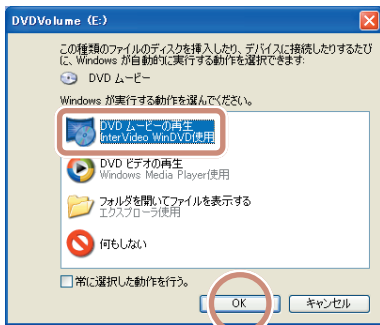 DVDVolume (E:)
この種類のファイルのディスクを挿入したり、デバイスに接続したりするたび
に、Windows が自動的に実行する動作を選択できます:
DVD ムービー
Windows が実行する動作を選んでください。
DVD ムービーの再生
InterVideo WinDVD使用
DVD ビデオの再生
Windows Media Player使用
フォルダを開いてファイルを表示する
エクスプローラ使用
何もしない
常に選択した動作を行う。
OK
キャンセル